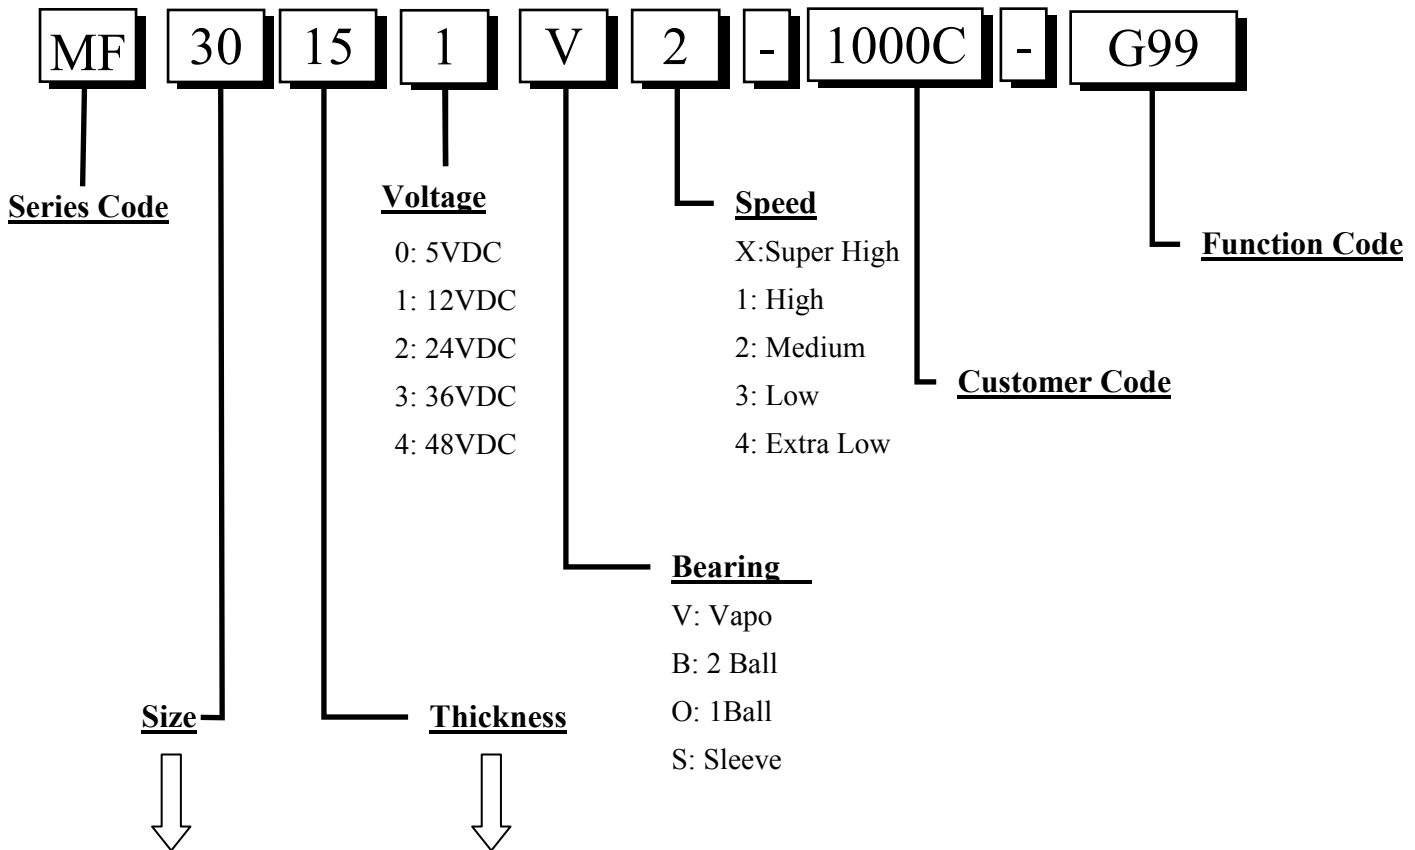 MF 30 15 1 V 2 - 1000C - G99
Series Code
Voltage
0: 5VDC
1: 12VDC
2: 24VDC
3: 36VDC
4: 48VDC
Speed
X:Super High
1: High
2: Medium
3: Low
4: Extra Low
Function Code
Customer Code
Bearing
V: Vapo
B: 2 Ball
O: 1Ball
S: Sleeve
Size
Thickness